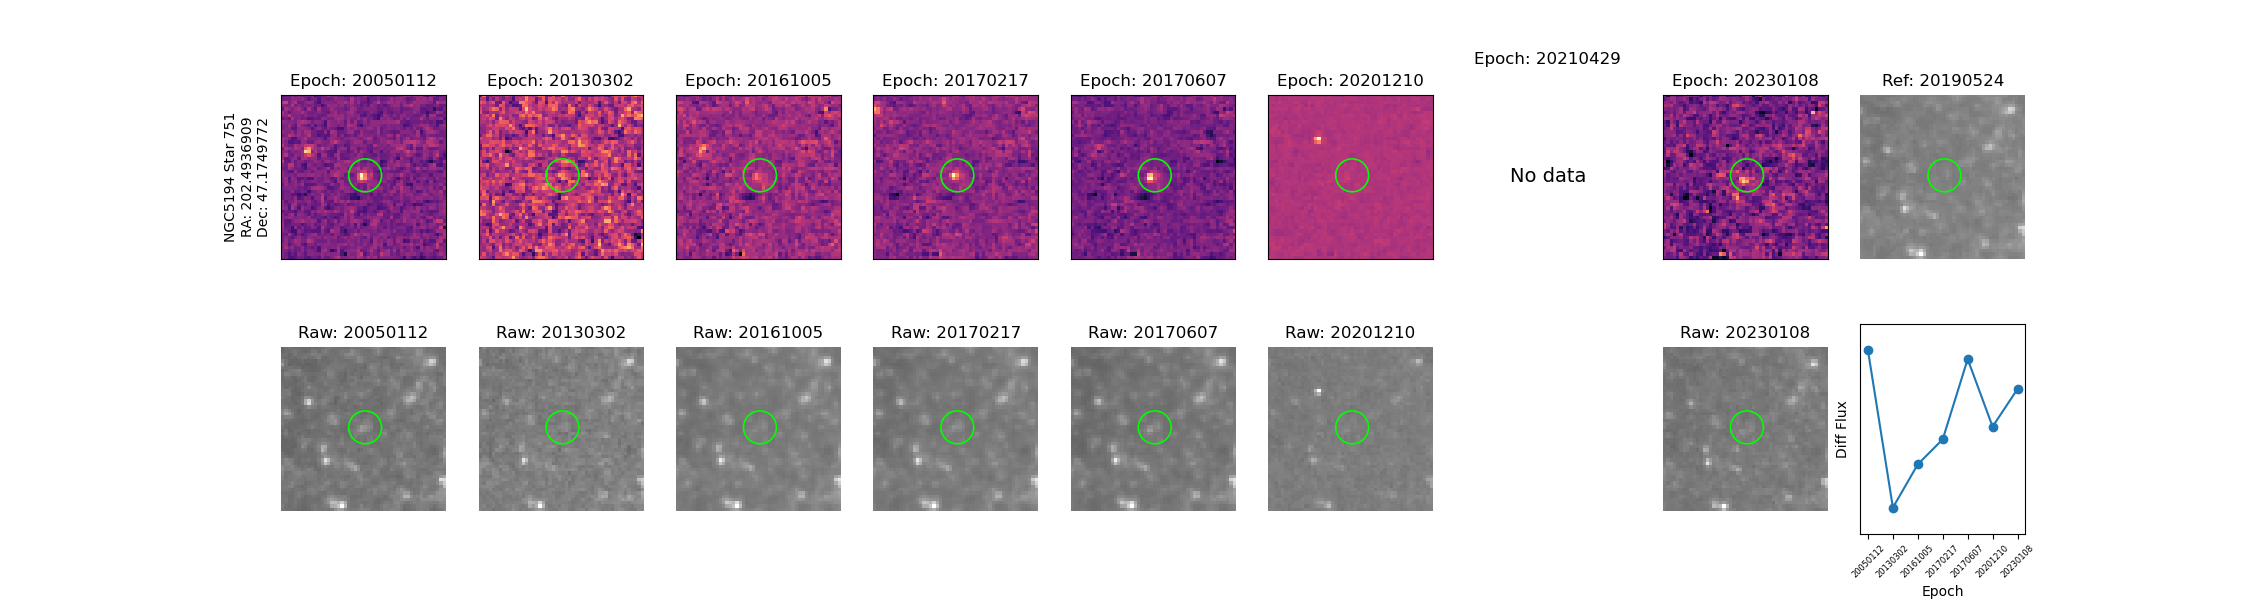 NGC5194 Star 751
RA: 202.4936909
Dec: 47.1749772
Epoch: 20050112
Epoch: 20130302
Epoch: 20161005
Epoch: 20170217
Epoch: 20170607
Epoch: 20201210
Epoch: 20210429
Epoch: 20230108
Ref: 20190524
No data
Raw: 20050112
Raw: 20130302
Raw: 20161005
Raw: 20170217
Raw: 20170607
Raw: 20201210
Raw: 20230108
Diff Flux
20050112
20130302
20161005
20170217
20170607
20201210
20230108
Epoch